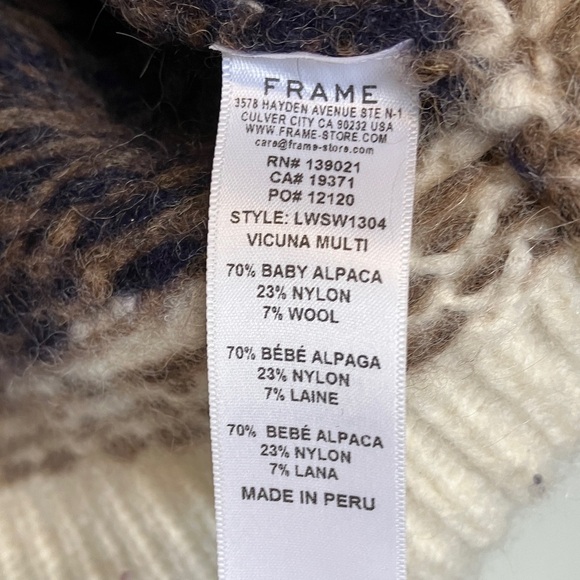 FRAME
3578 HAYDEN AVENUE STE N-1
CULVER CITY CA 90232 USA
WWW.FRAME-STORE.COM
care@frame-store.com
RN# 139021
CA# 19371
PO# 12120
STYLE: LWSW1304
VICUNA MULTI
70% BABY ALPACA
23% NYLON
7% WOOL
70% BÉBÉ ALPAGA
23% NYLON
7% LAINE
70% BEBÉ ALPACA
23% NYLON
7% LANA
MADE IN PERU